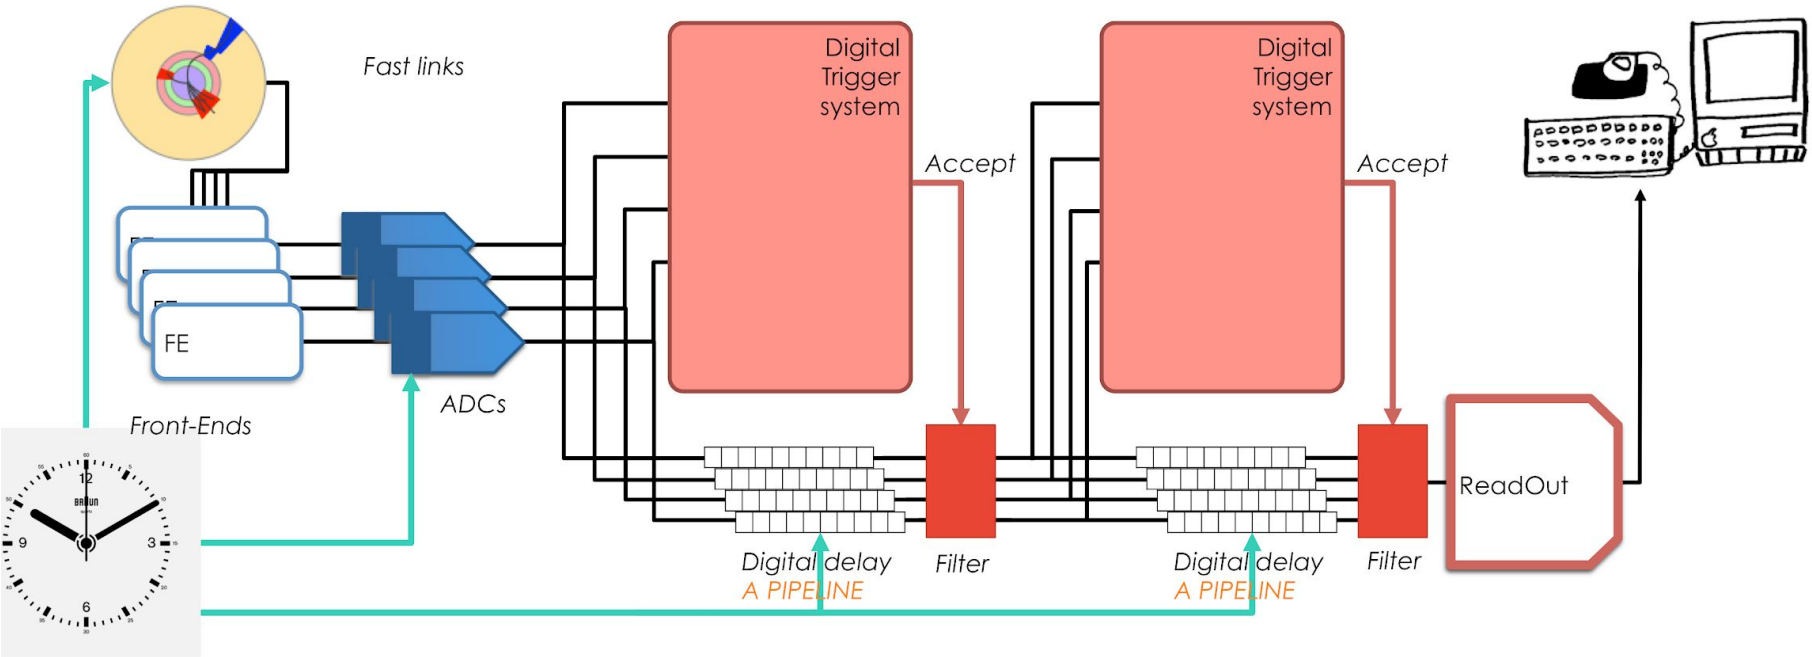 Fast links
Digital
Trigger
system
Digital
Trigger
system
Accept
Accept
FE
ADCs
Front-Ends
12
BRAUN
9
3
6
ReadOut
Digital delay
A PIPELINE
Filter
Digital delay
A PIPELINE
Filter